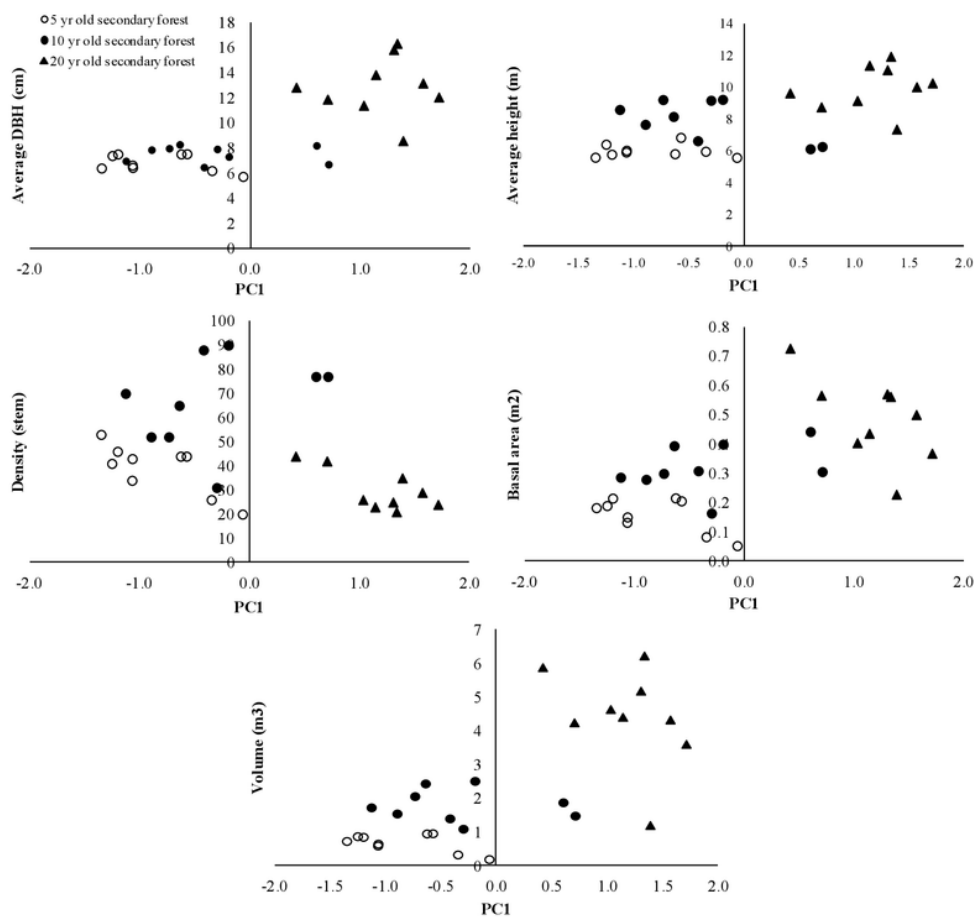 5 yr old secondary forest
10 yr old secondary forest
20 yr old secondary forest
Average DBH (cm)
18
16
14
12
10
8
6
4
2
0
-2.0 -1.0 0.0 1.0 2.0
PC1
Average height (m)
18
16
14
12
10
8
6
4
2
0
-2.0 -1.5 -1.0 -0.5 0.0 0.5 1.0 1.5 2.0
PC1
Density (stem)
100
90
80
70
60
50
40
30
20
10
0
-2.0 -1.0 0.0 1.0 2.0
PC1
Basal area (m2)
0.8
0.7
0.6
0.5
0.4
0.3
0.2
0.1
0.0
-2.0 -1.0 0.0 1.0 2.0
PC1
Volume (m3)
7
6
5
4
3
2
1
0
-2.0 -1.5 -1.0 -0.5 0.0 0.5 1.0 1.5 2.0
PC1